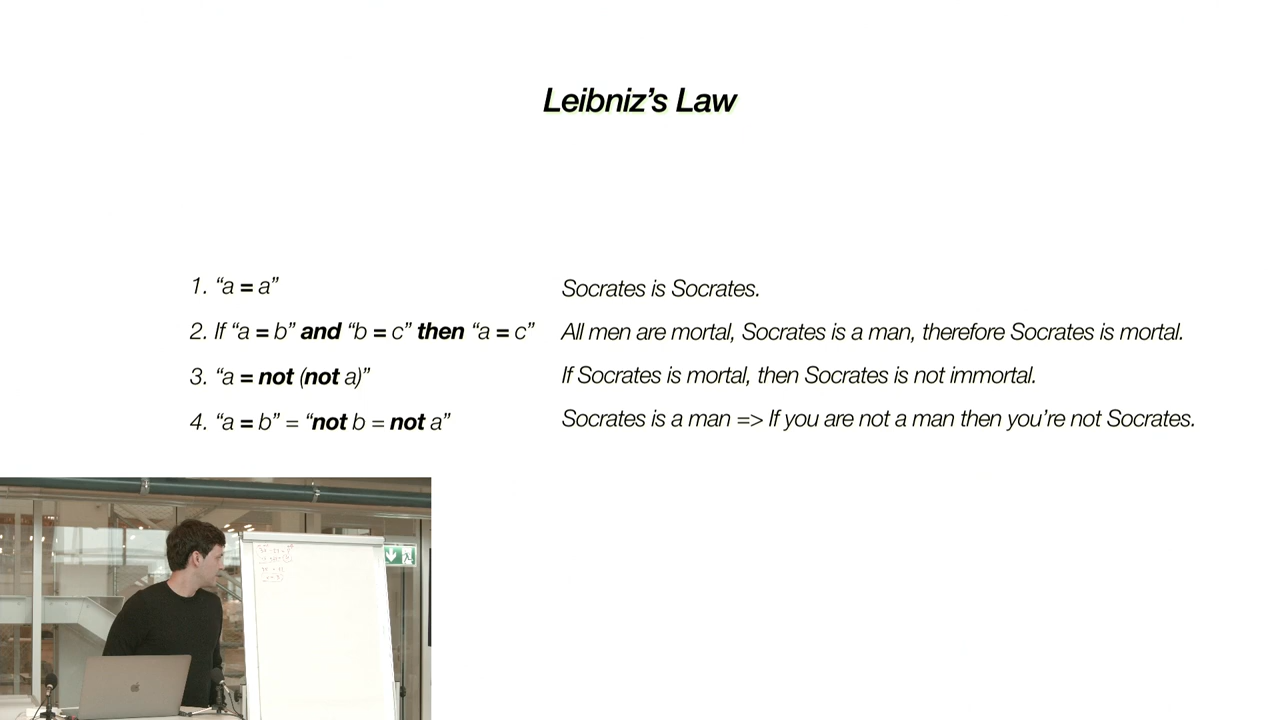 Leibniz's Law
1. “a = a” Socrates is Socrates.
2. If “a = b” and “b = c” then “a = c” All men are mortal, Socrates is a man, therefore Socrates is mortal.
3. “a = not (not a)” If Socrates is mortal, then Socrates is not immortal.
4. “a = b” = “not b = not a” Socrates is a man => If you are not a man then you’re not Socrates.